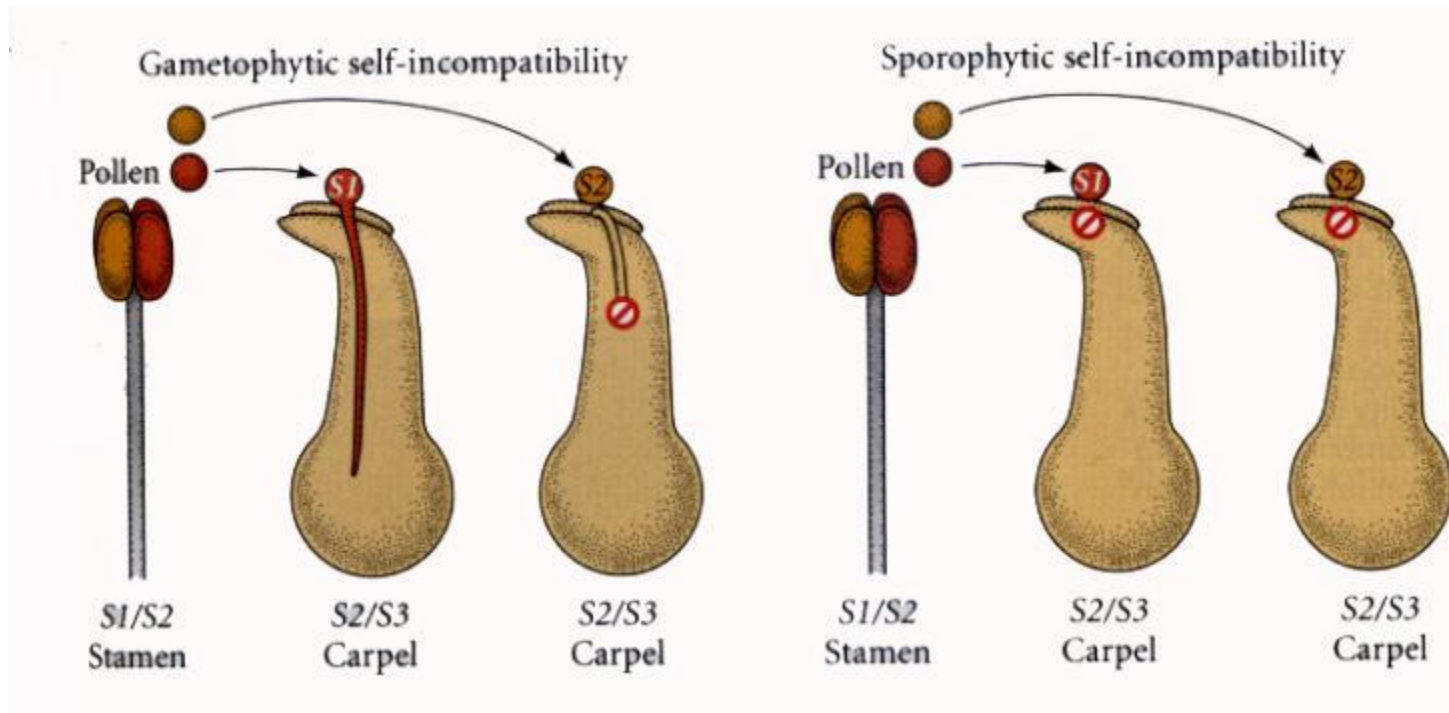 Gametophytic self-incompatibility
Pollen
S1
S2
S1/S2
Stamen
S2/S3
Carpel
S2/S3
Carpel
Sporophytic self-incompatibility
Pollen
S1
S2
S1/S2
Stamen
S2/S3
Carpel
S2/S3
Carpel